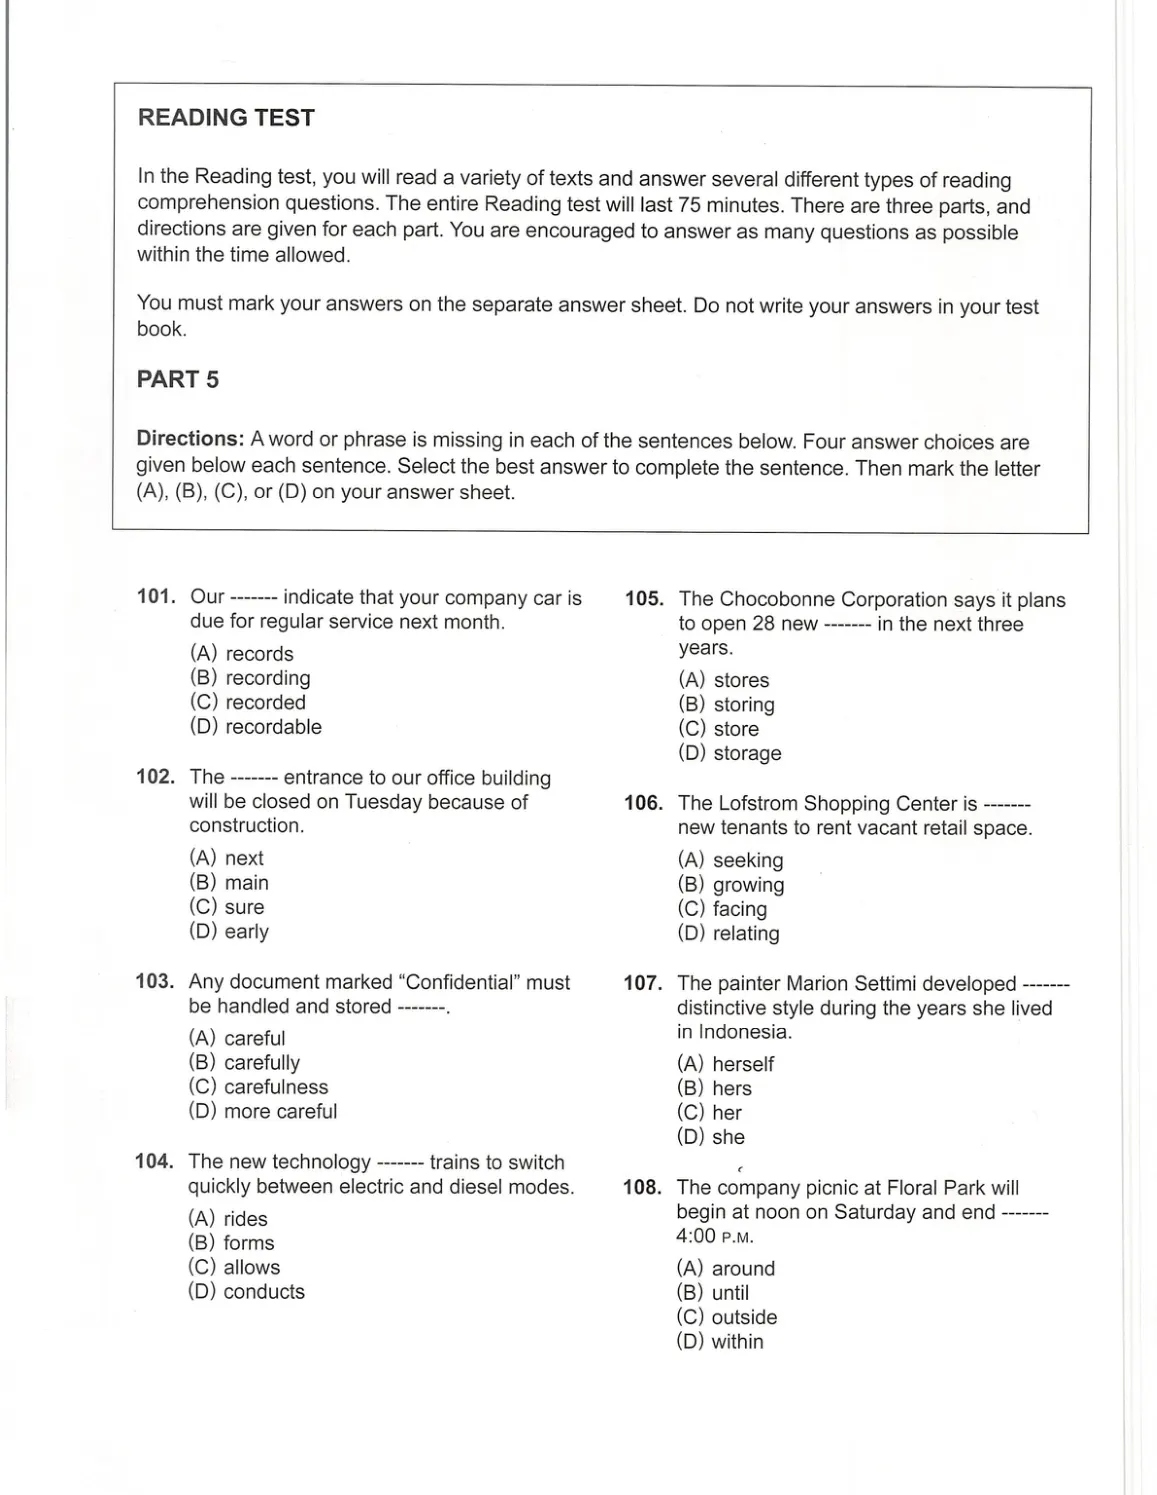 READING TEST
In the Reading test, you will read a variety of texts and answer several different types of reading
comprehension questions. The entire Reading test will last 75 minutes. There are three parts, and
directions are given for each part. You are encouraged to answer as many questions as possible
within the time allowed.
You must mark your answers on the separate answer sheet. Do not write your answers in your test
book.
PART 5
Directions: A word or phrase is missing in each of the sentences below. Four answer choices are
given below each sentence. Select the best answer to complete the sentence. Then mark the letter
(A), (B), (C), or (D) on your answer sheet.
101. Our ------- indicate that your company car is
due for regular service next month.
(A) records
(B) recording
(C) recorded
(D) recordable
102. The ------- entrance to our office building
will be closed on Tuesday because of
construction.
(A) next
(B) main
(C) sure
(D) early
103. Any document marked “Confidential” must
be handled and stored -------.
(A) careful
(B) carefully
(C) carefulness
(D) more careful
104. The new technology ------- trains to switch
quickly between electric and diesel modes.
(A) rides
(B) forms
(C) allows
(D) conducts
105. The Chocobonne Corporation says it plans
to open 28 new ------- in the next three
years.
(A) stores
(B) storing
(C) store
(D) storage
106. The Lofstrom Shopping Center is -------
new tenants to rent vacant retail space.
(A) seeking
(B) growing
(C) facing
(D) relating
107. The painter Marion Settimi developed -------
distinctive style during the years she lived
in Indonesia.
(A) herself
(B) hers
(C) her
(D) she
108. The company picnic at Floral Park will
begin at noon on Saturday and end -------
4:00 P.M.
(A) around
(B) until
(C) outside
(D) within